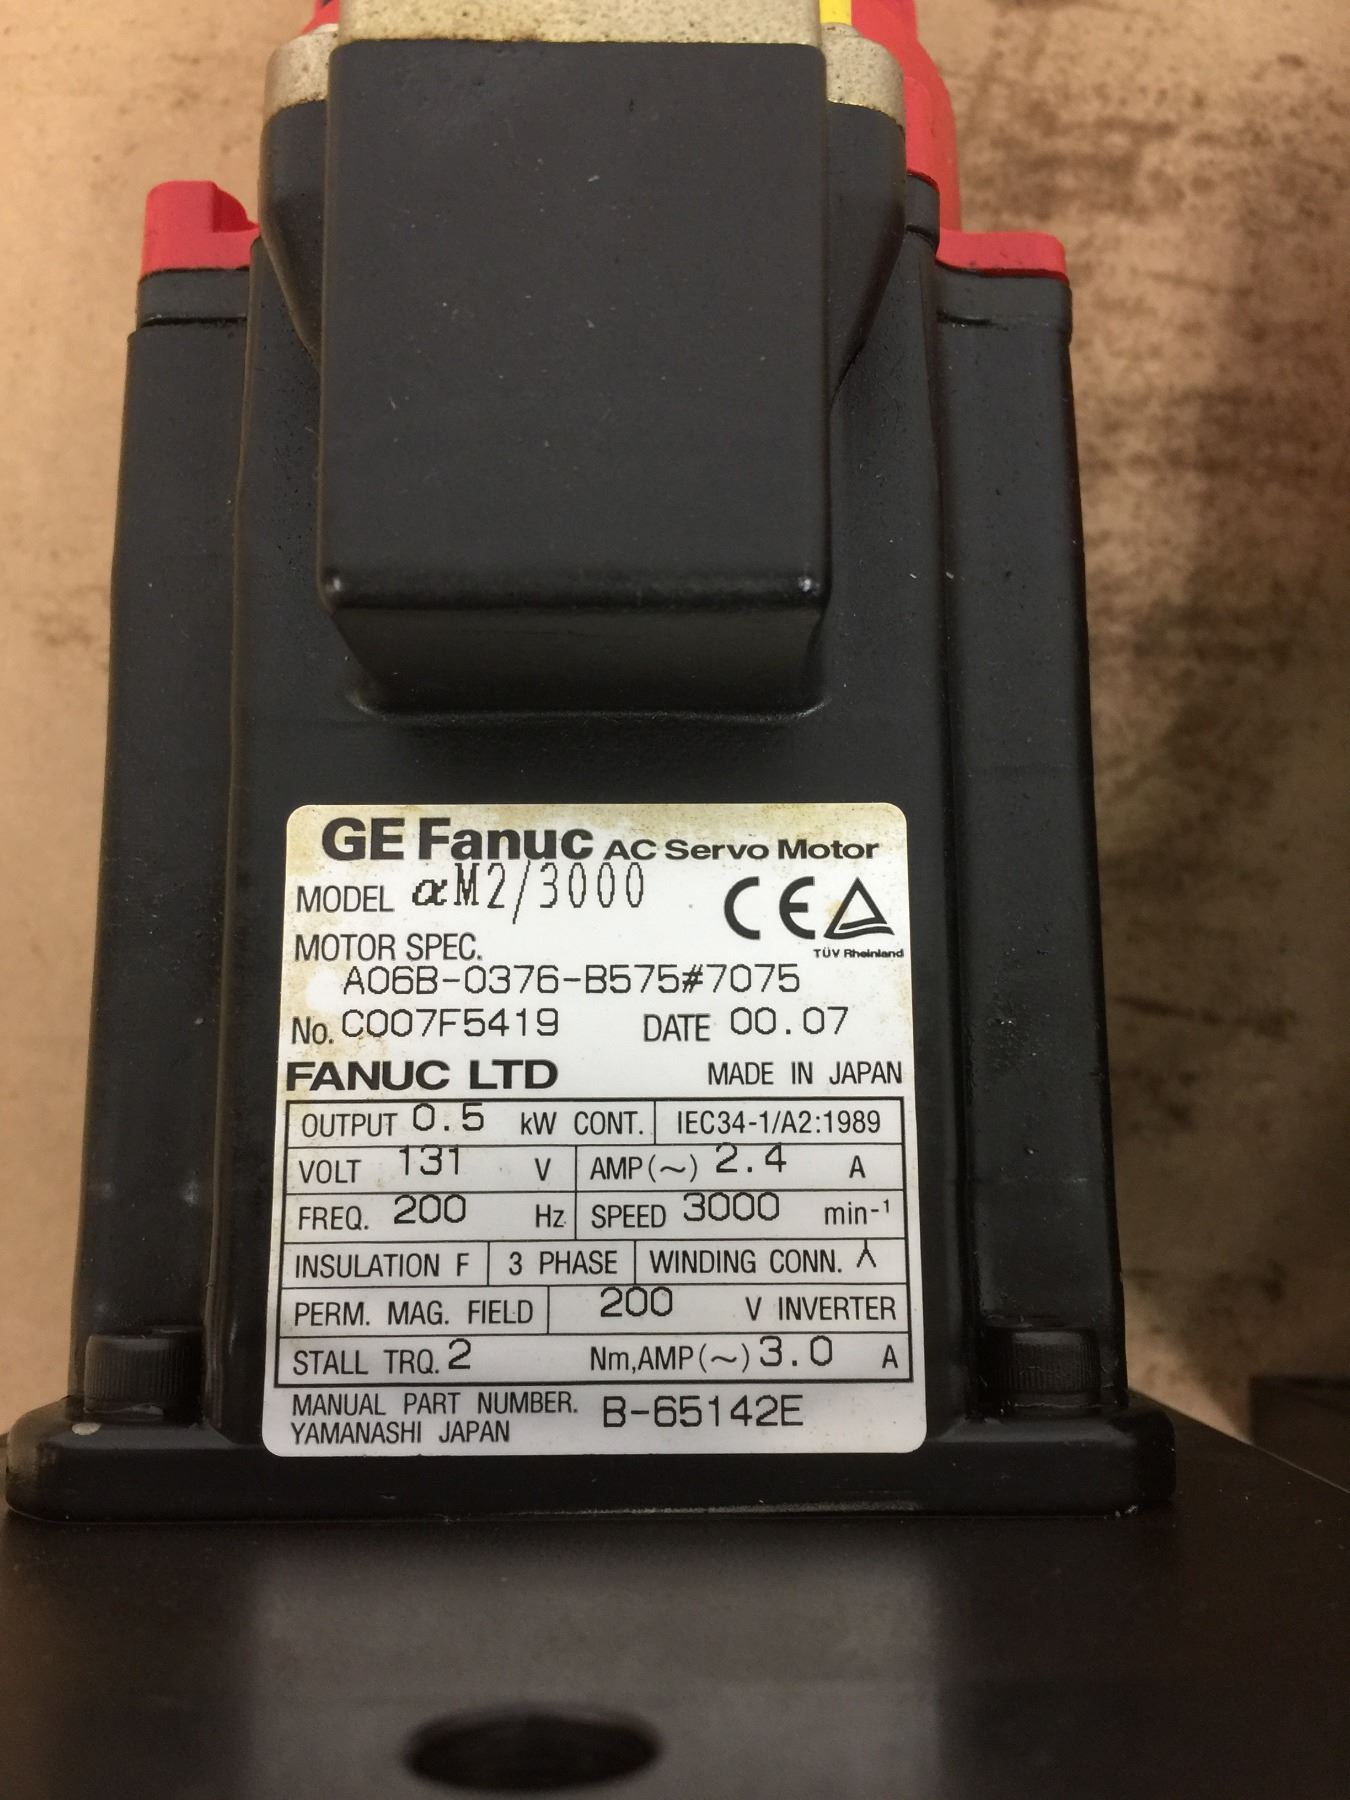 GE Fanuc AC Servo Motor
MODEL αM2/3000
CE
TÜV Rheinland
MOTOR SPEC.
A06B-0376-B575#7075
No. C007F5419 DATE 00.07
FANUC LTD MADE IN JAPAN
OUTPUT 0.5 kW CONT. IEC34-1/A2:1989
VOLT 131 V AMP(~) 2.4 A
FREQ. 200 Hz SPEED 3000 min-¹
INSULATION F 3 PHASE WINDING CONN. ⅄
PERM. MAG. FIELD 200 V INVERTER
STALL TRQ. 2 Nm,AMP(~) 3.0 A
MANUAL PART NUMBER. B-65142E
YAMANASHI JAPAN